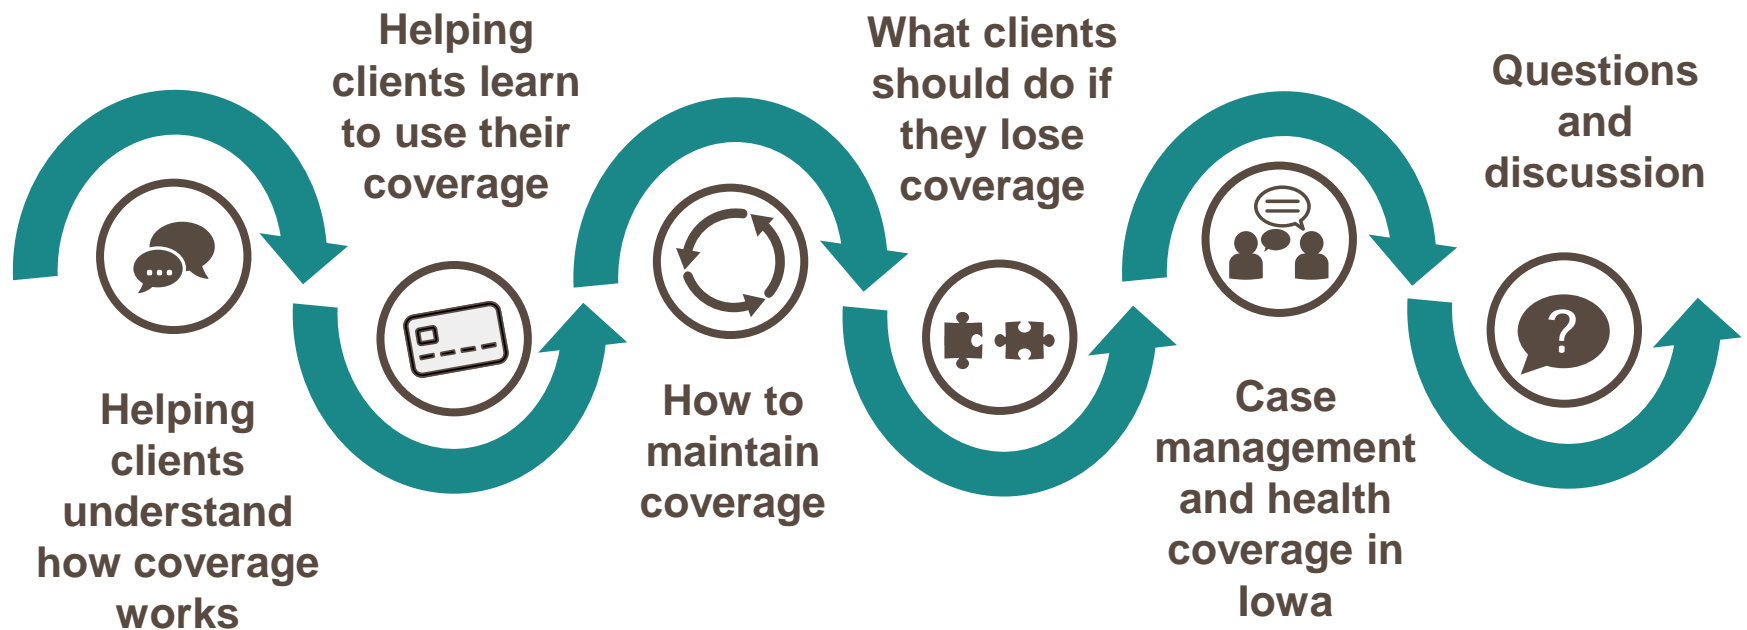 Helping
clients
understand
how coverage
works
Helping
clients learn
to use their
coverage
How to
maintain
coverage
What clients
should do if
they lose
coverage
Case
management
and health
coverage in
Iowa
Questions
and
discussion
?